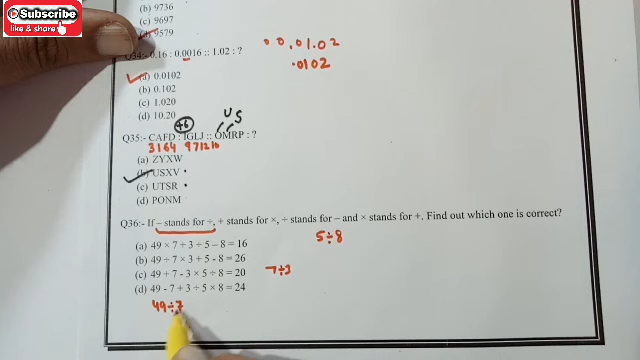 Subscribe
like & share
(b) 9736
(c) 9697
(d) 9579
Q34:- 0.16 : 0.0016 :: 1.02 : ?
0 0.01.02
.0102
(a) 0.0102
(b) 0.102
(c) 1.020
(d) 10.20
+6
U S
Q35:- CAFD : IGLJ :: OMRP : ?
3 1 6 4 9 7 12 10
(a) ZYXW
(b) USXV
(c) UTSR
(d) PONM
Q36:- If – stands for ÷, + stands for ×, ÷ stands for – and × stands for +. Find out which one is correct?
5÷8
(a) 49 × 7 + 3 ÷ 5 – 8 = 16
(b) 49 ÷ 7 × 3 + 5 - 8 = 26
(c) 49 + 7 - 3 × 5 ÷ 8 = 20
7÷3
(d) 49 - 7 + 3 ÷ 5 × 8 = 24
49÷7